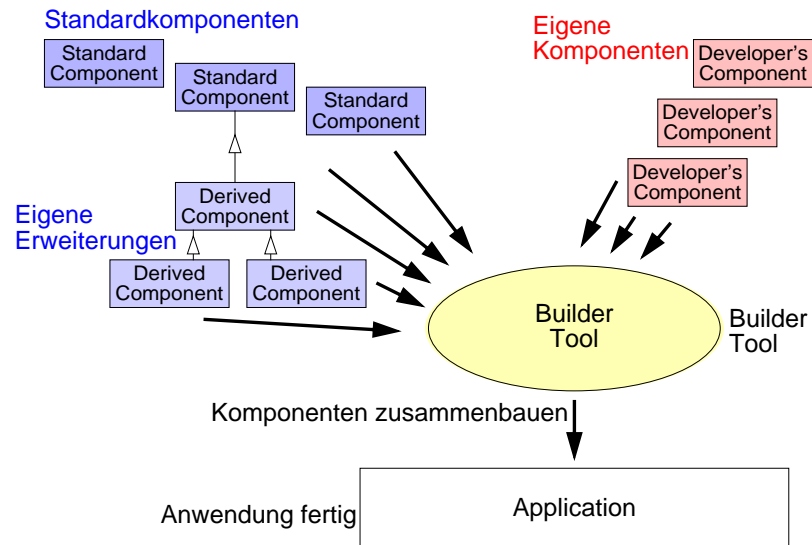 Standardkomponenten
Standard
Component
Standard
Component
Standard
Component
Eigene
Komponenten
Developer's
Component
Developer's
Component
Developer's
Component
Derived
Component
Eigene
Erweiterungen
Derived
Component
Derived
Component
Builder
Tool
Builder
Tool
Komponenten zusammenbauen
Anwendung fertig
Application